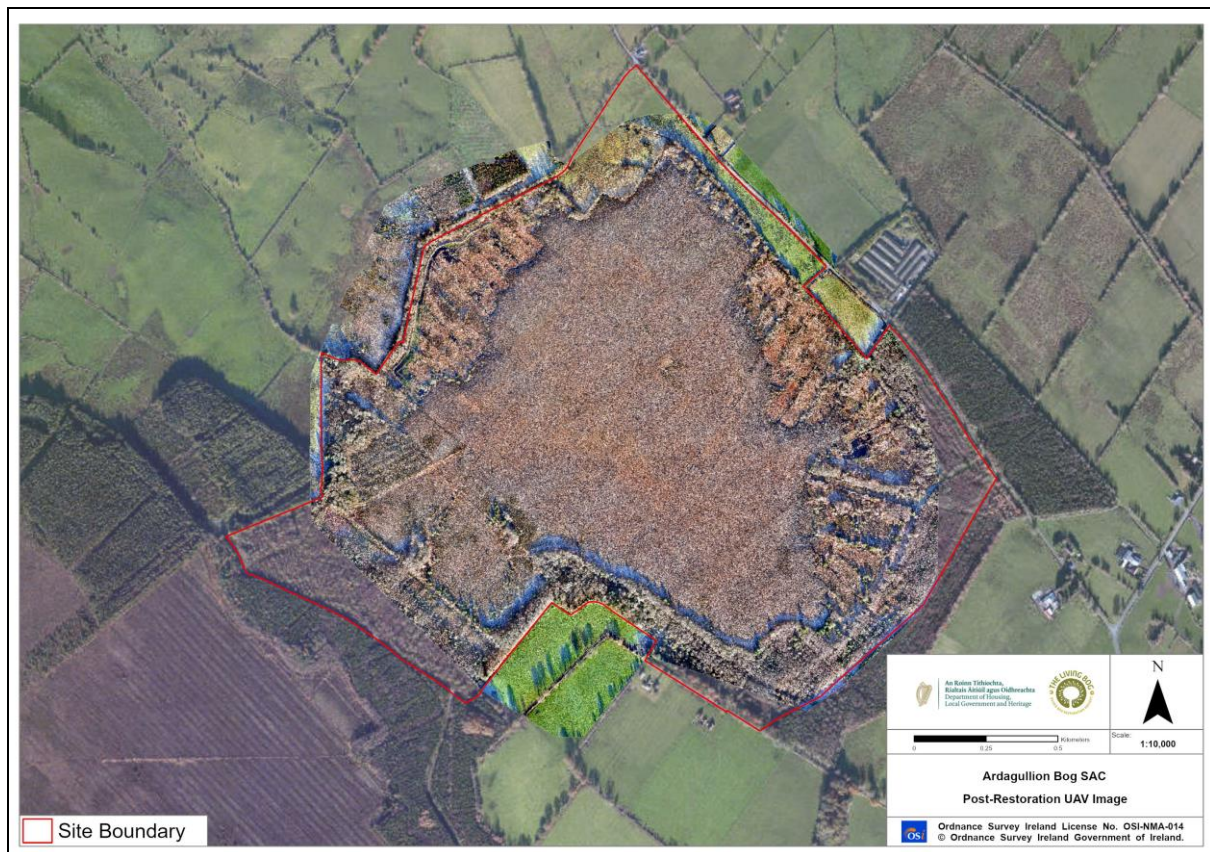 An Roinn Tithíochta,
Rialtais Áitiúil agus Oidhreachta
Department of Housing,
Local Government and Heritage
THE LIVING BOG
N
Kilometers
0 0.25 0.5
Scale:
1:10,000
Ardagullion Bog SAC
Post-Restoration UAV Image
Site Boundary
OSi
Ordnance Survey Ireland License No. OSI-NMA-014
© Ordnance Survey Ireland Government of Ireland.